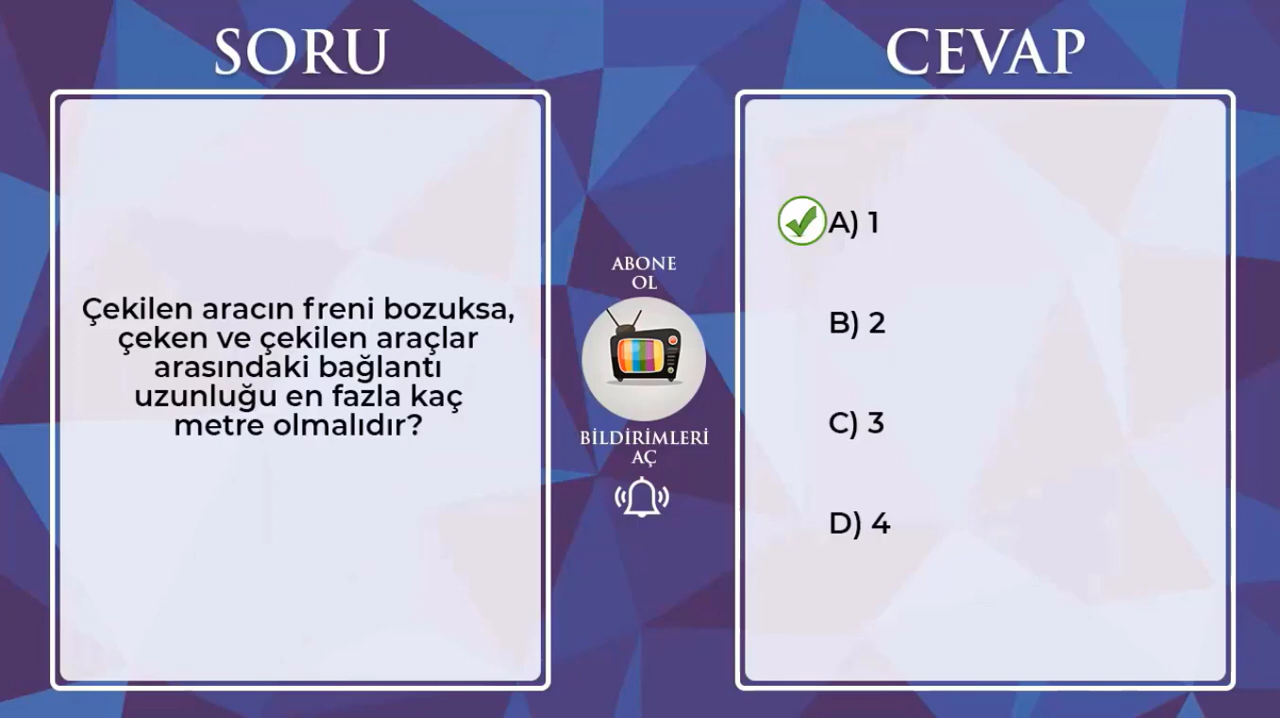 SORU
Çekilen aracın freni bozuksa,
çeken ve çekilen araçlar
arasındaki bağlantı
uzunluğu en fazla kaç
metre olmalıdır?
ABONE
OL
BİLDİRİMLERİ
AÇ
CEVAP
A) 1
B) 2
C) 3
D) 4